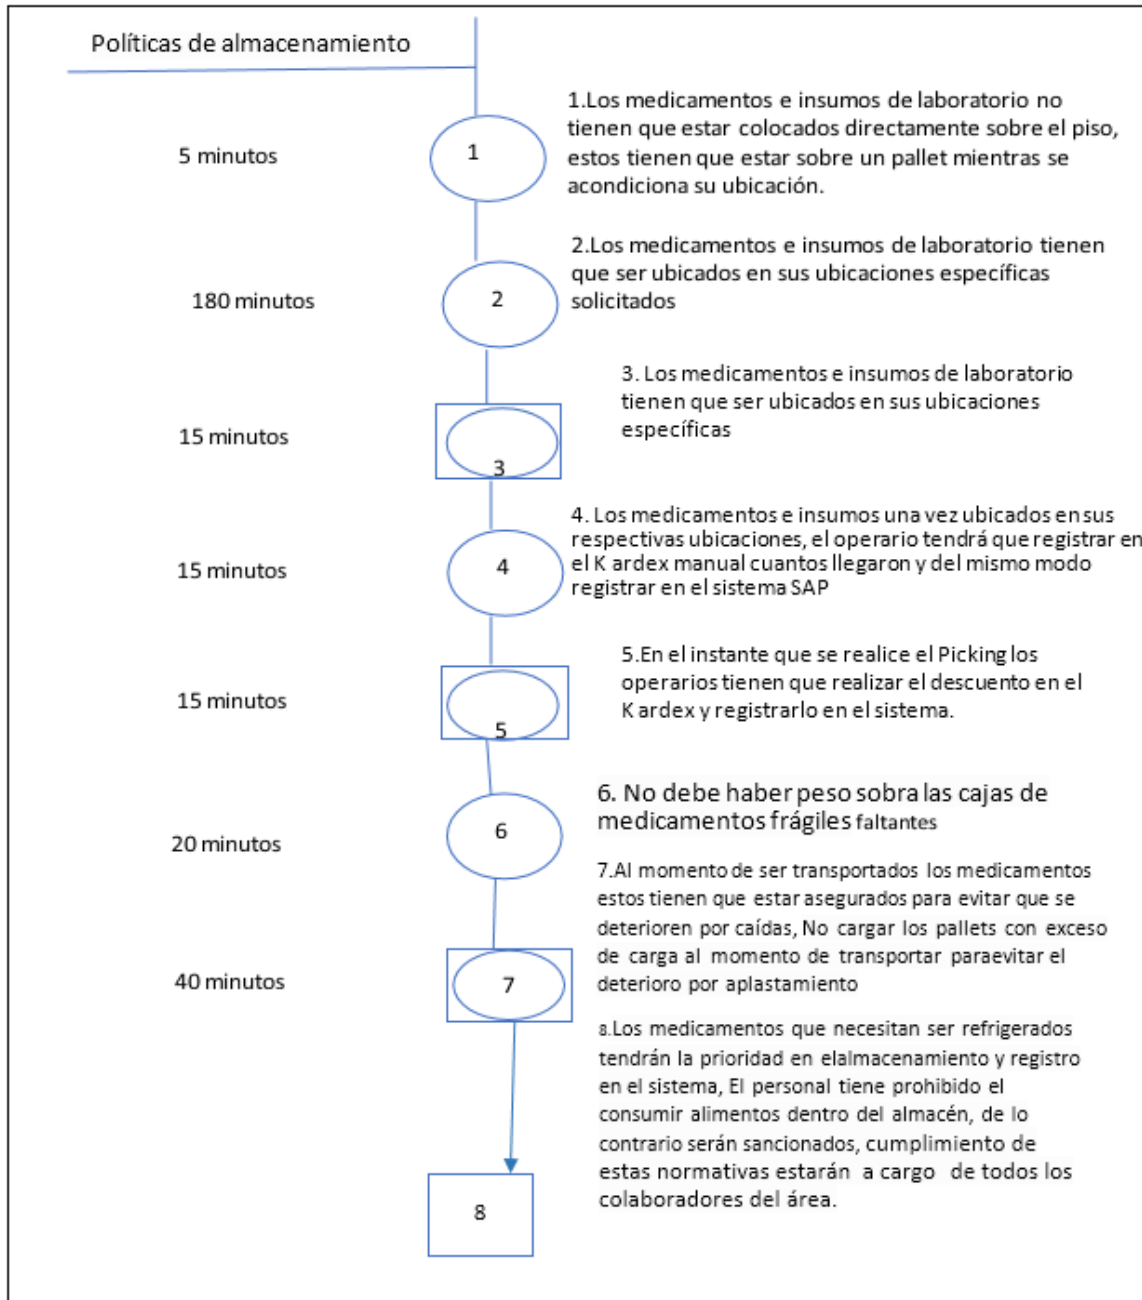 Políticas de almacenamiento
5 minutos
1
1.Los medicamentos e insumos de laboratorio no
tienen que estar colocados directamente sobre el piso,
estos tienen que estar sobre un pallet mientras se
acondiciona su ubicación.
180 minutos
2
2.Los medicamentos e insumos de laboratorio tienen
que ser ubicados en sus ubicaciones específicas
solicitados
15 minutos
3
3. Los medicamentos e insumos de laboratorio
tienen que ser ubicados en sus ubicaciones
específicas
15 minutos
4
4. Los medicamentos e insumos una vez ubicados en sus
respectivas ubicaciones, el operario tendrá que registrar en
el K ardex manual cuantos llegaron y del mismo modo
registrar en el sistema SAP
15 minutos
5
5.En el instante que se realice el Picking los
operarios tienen que realizar el descuento en el
K ardex y registrarlo en el sistema.
20 minutos
6
6. No debe haber peso sobra las cajas de
medicamentos frágiles faltantes
40 minutos
7
7.Al momento de ser transportados los medicamentos
estos tienen que estar asegurados para evitar que se
deterioren por caídas, No cargar los pallets con exceso
de carga al momento de transportar paraevitar el
deterioro por aplastamiento
8
8.Los medicamentos que necesitan ser refrigerados
tendrán la prioridad en elalmacenamiento y registro
en el sistema, El personal tiene prohibido el
consumir alimentos dentro del almacén, de lo
contrario serán sancionados, cumplimiento de
estas normativas estarán a cargo de todos los
colaboradores del área.